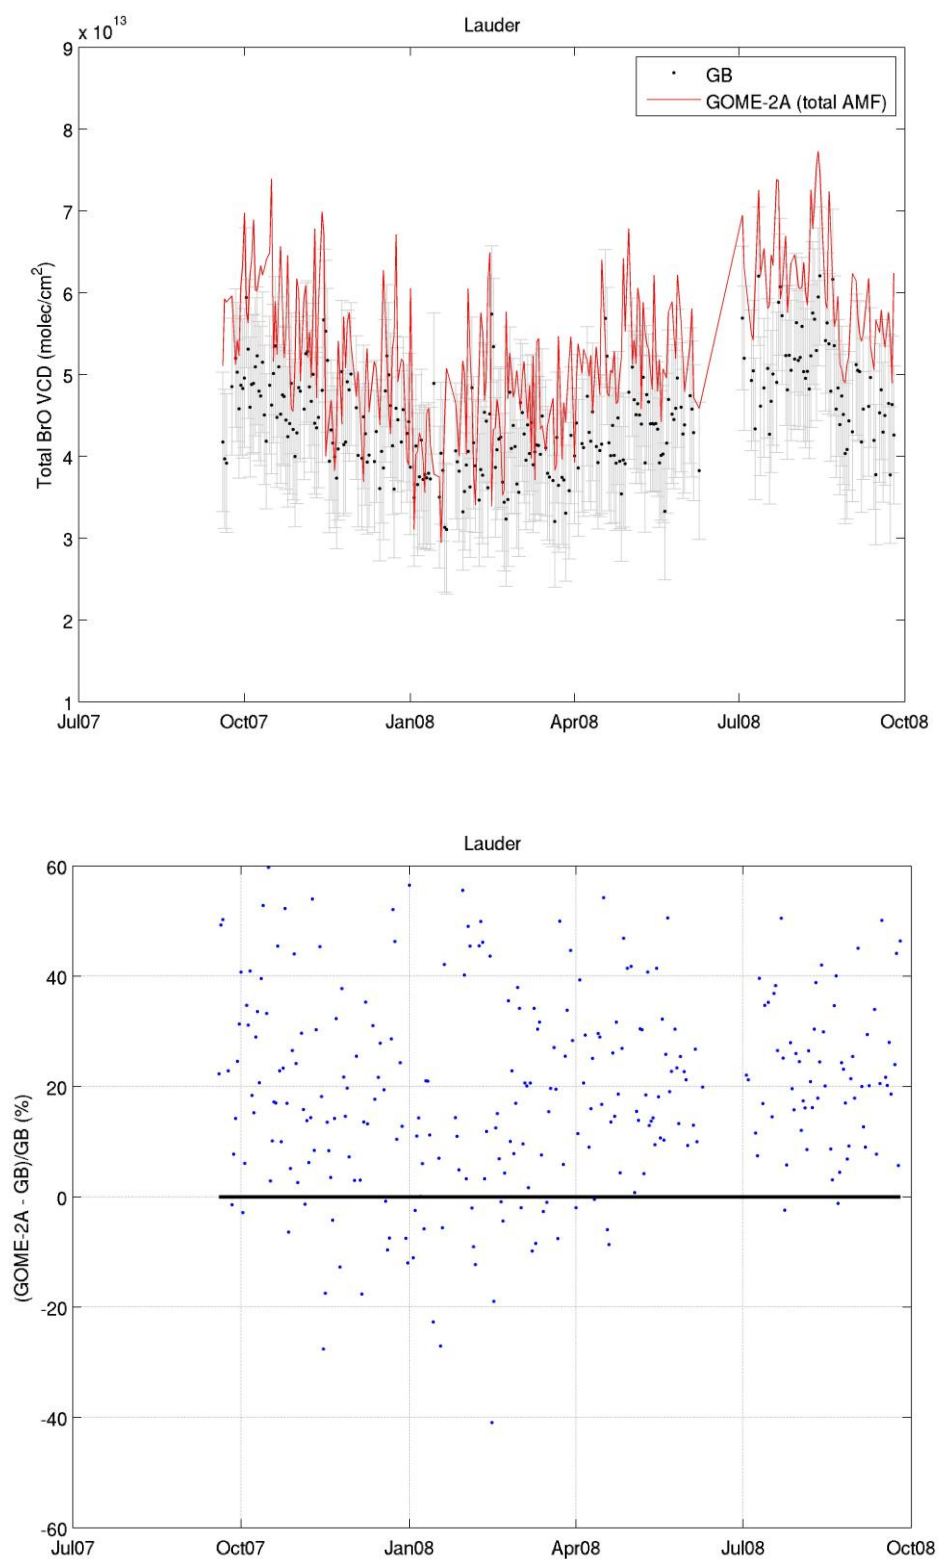 Lauder
x 10^13
9
8
7
6
5
4
3
2
1
Total BrO VCD (molec/cm^2)
GB
GOME-2A (total AMF)
Jul07 Oct07 Jan08 Apr08 Jul08 Oct08
Lauder
60
40
20
0
-20
-40
-60
(GOME-2A - GB)/GB (%)
Jul07 Oct07 Jan08 Apr08 Jul08 Oct08